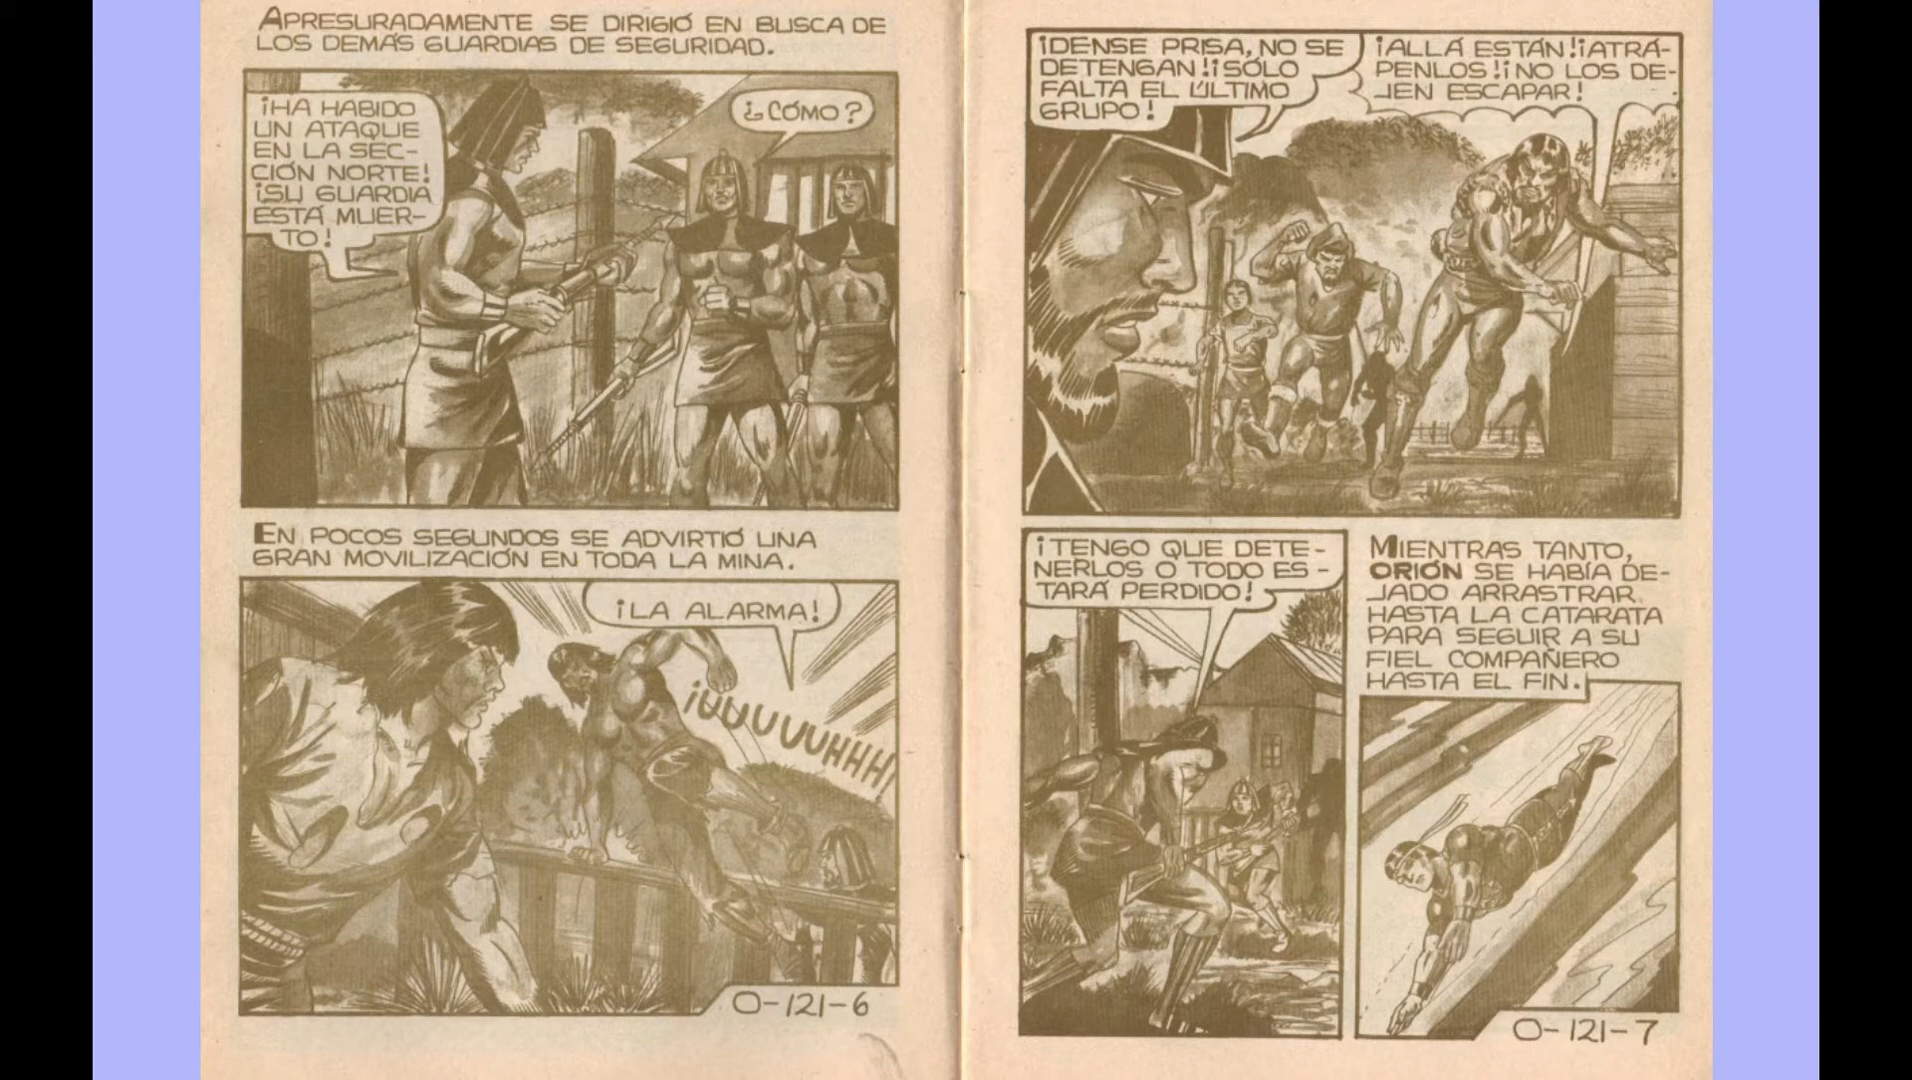 APRESURADAMENTE SE DIRIGIÓ EN BUSCA DE
LOS DEMÁS GUARDIAS DE SEGURIDAD.
¡HA HABIDO
UN ATAQUE
EN LA SEC-
CIÓN NORTE!
¡SU GUARDIA
ESTÁ MUER-
TO!
¿CÓMO?
EN POCOS SEGUNDOS SE ADVIRTIÓ UNA
GRAN MOVILIZACIÓN EN TODA LA MINA.
¡LA ALARMA!
¡UUUUUUHHH
O-121-6
¡DENSE PRISA, NO SE
DETENGAN! ¡SÓLO
FALTA EL ÚLTIMO
GRUPO!
¡ALLÁ ESTÁN! ¡ATRÁ-
PENLOS! ¡NO LOS DE-
JEN ESCAPAR!
¡TENGO QUE DETE-
NERLOS O TODO ES-
TARÁ PERDIDO!
MIENTRAS TANTO,
ORIÓN SE HABÍA DE-
JADO ARRASTRAR
HASTA LA CATARATA
PARA SEGUIR A SU
FIEL COMPAÑERO
HASTA EL FIN.
O-121-7